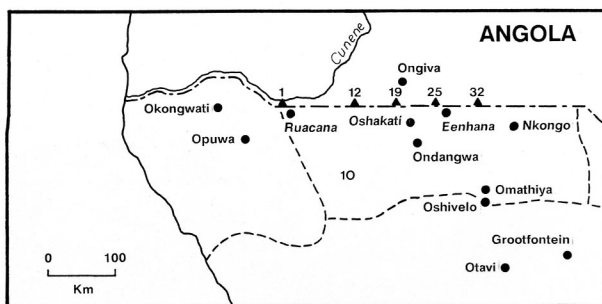 ANGOLA
Cunene
Ongiva
1 12 19 25 32
Okongwati
Ruacana
Oshakati
Eenhana
Nkongo
Opuwa
Ondangwa
10
Omathiya
Oshivelo
0 100
Km
Grootfontein
Otavi